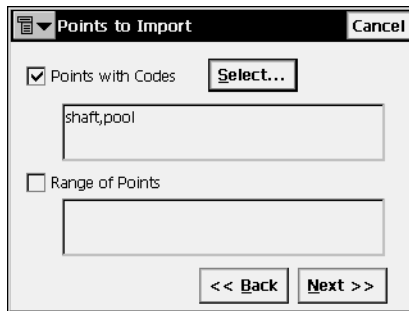 Points to Import Cancel
Points with Codes Select...
shaft,pool
Range of Points
<< Back Next >>